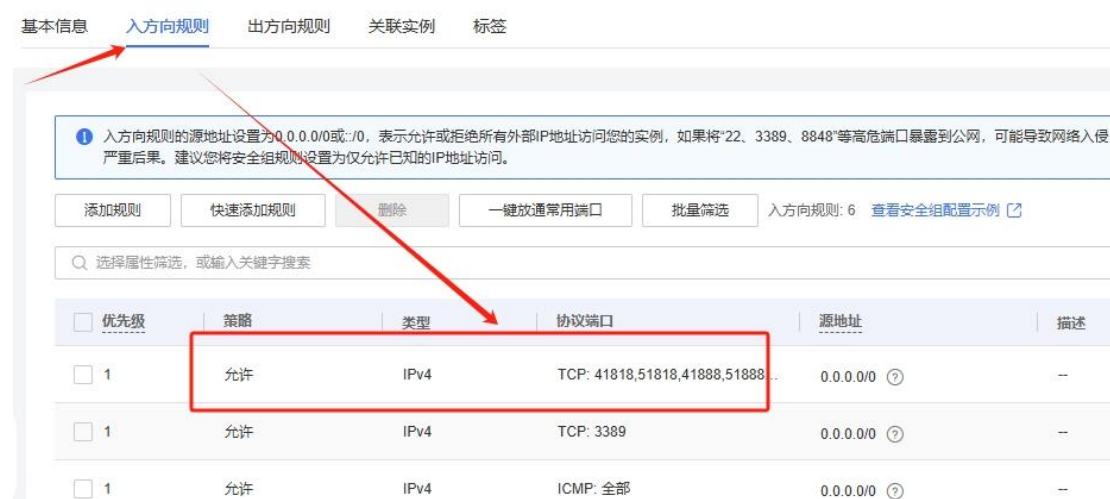 基本信息 入方向规则 出方向规则 关联实例 标签
入方向规则的源地址设置为0.0.0.0/0或::/0，表示允许或拒绝所有外部IP地址访问您的实例，如果将“22、3389、8848”等高危端口暴露到公网，可能导致网络入侵
严重后果。建议您将安全组规则设置为仅允许已知的IP地址访问。
添加规则 快速添加规则 删除 一键放通常用端口 批量筛选 入方向规则: 6 查看安全组配置示例
选择属性筛选，或输入关键字搜索
优先级 策略 类型 协议端口 源地址 描述
1 允许 IPv4 TCP: 41818,51818,41888,51888... 0.0.0.0/0 --
1 允许 IPv4 TCP: 3389 0.0.0.0/0 --
1 允许 IPv4 ICMP: 全部 0.0.0.0/0 --